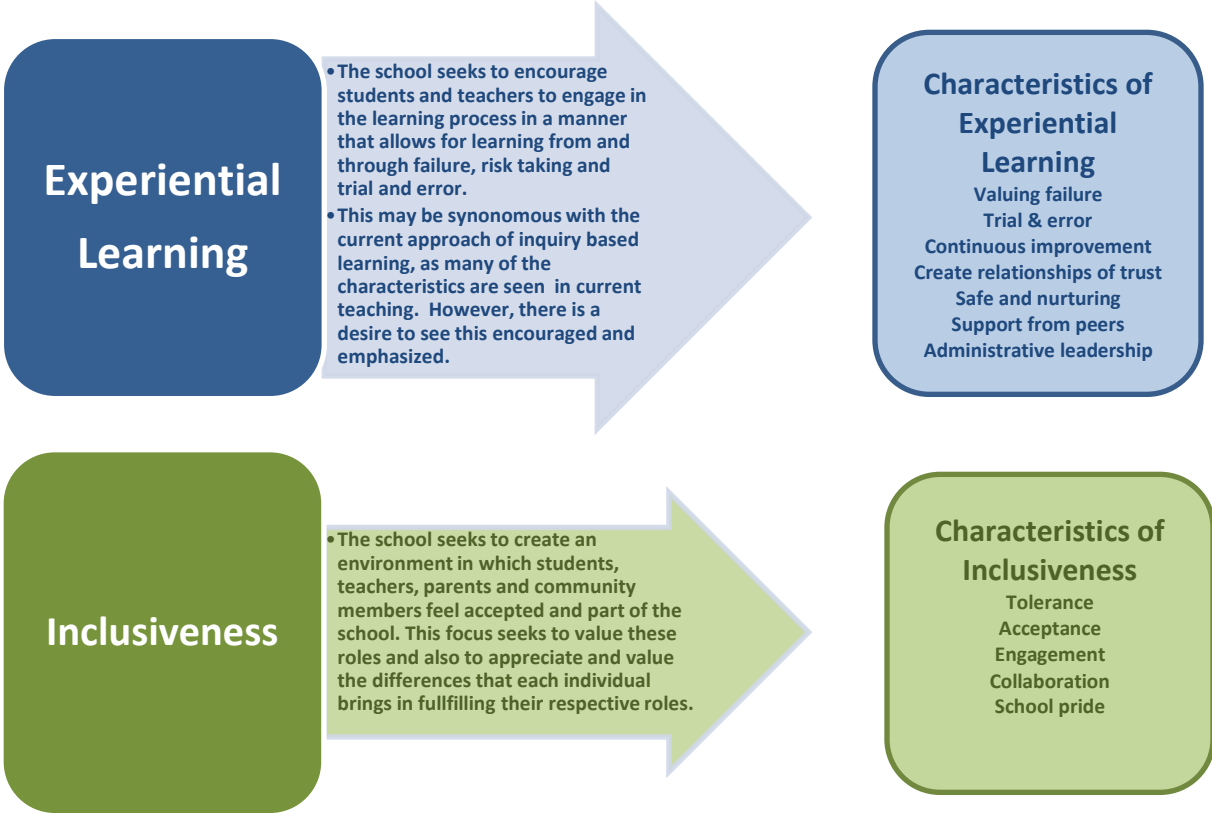 Experiential
Learning
•The school seeks to encourage
students and teachers to engage in
the learning process in a manner
that allows for learning from and
through failure, risk taking and
trial and error.
•This may be synonomous with the
current approach of inquiry based
learning, as many of the
characteristics are seen in current
teaching. However, there is a
desire to see this encouraged and
emphasized.
Characteristics of
Experiential
Learning
Valuing failure
Trial & error
Continuous improvement
Create relationships of trust
Safe and nurturing
Support from peers
Administrative leadership
Inclusiveness
•The school seeks to create an
environment in which students,
teachers, parents and community
members feel accepted and part of the
school. This focus seeks to value these
roles and also to appreciate and value
the differences that each individual
brings in fullfilling their respective roles.
Characteristics of
Inclusiveness
Tolerance
Acceptance
Engagement
Collaboration
School pride